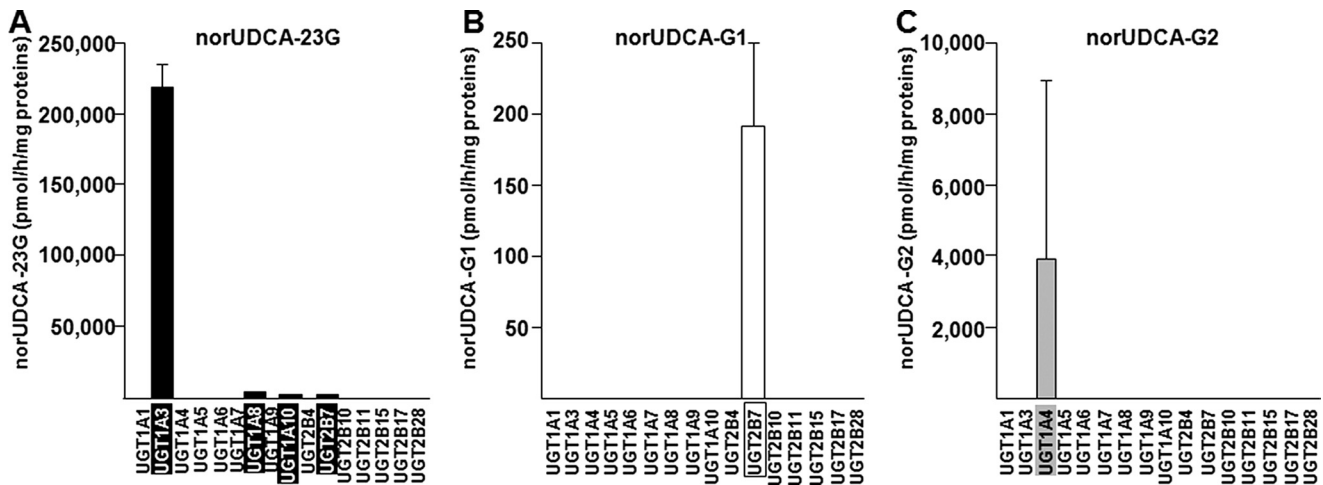 A
norUDCA-23G
norUDCA-23G (pmol/h/mg proteins)
250,000
200,000
150,000
100,000
50,000
UGT1A1
UGT1A3
UGT1A4
UGT1A5
UGT1A6
UGT1A7
UGT1A8
UGT1A9
UGT1A10
UGT2B4
UGT2B7
UGT2B10
UGT2B11
UGT2B15
UGT2B17
UGT2B28
B
norUDCA-G1
norUDCA-G1 (pmol/h/mg proteins)
250
200
150
100
50
UGT1A1
UGT1A3
UGT1A4
UGT1A5
UGT1A6
UGT1A7
UGT1A8
UGT1A9
UGT1A10
UGT2B4
UGT2B7
UGT2B10
UGT2B11
UGT2B15
UGT2B17
UGT2B28
C
norUDCA-G2
norUDCA-G2 (pmol/h/mg proteins)
10,000
8,000
6,000
4,000
2,000
UGT1A1
UGT1A3
UGT1A4
UGT1A5
UGT1A6
UGT1A7
UGT1A8
UGT1A9
UGT1A10
UGT2B4
UGT2B7
UGT2B10
UGT2B11
UGT2B15
UGT2B17
UGT2B28